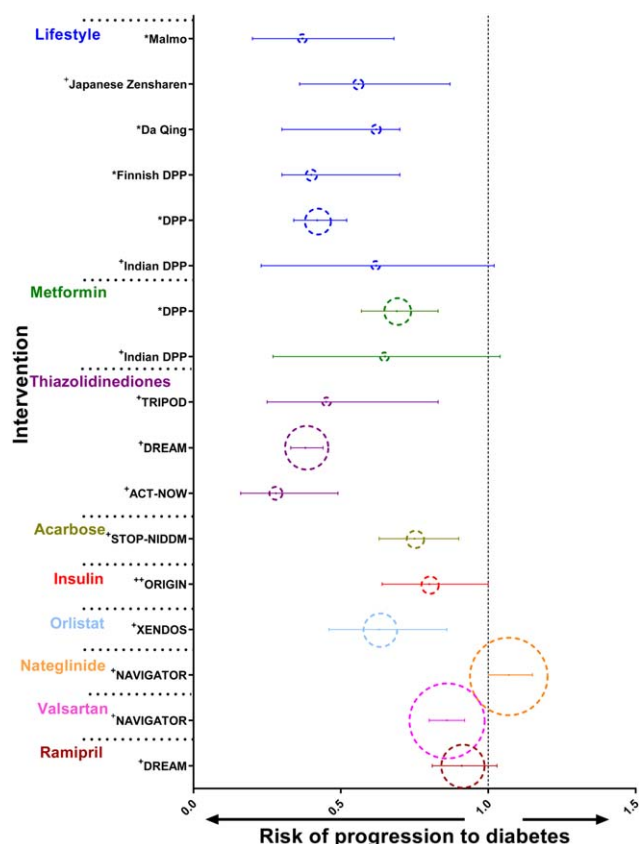 Lifestyle
*Malmo
+Japanese Zensharen
*Da Qing
*Finnish DPP
*DPP
+Indian DPP
Metformin
*DPP
+Indian DPP
Thiazolidinediones
+TRIPOD
+DREAM
+ACT-NOW
Acarbose
+STOP-NIDDM
Insulin
++ORIGIN
Orlistat
+XENDOS
Nateglinide
+NAVIGATOR
Valsartan
+NAVIGATOR
Ramipril
+DREAM
Intervention
0.0 0.5 1.0 1.5
Risk of progression to diabetes